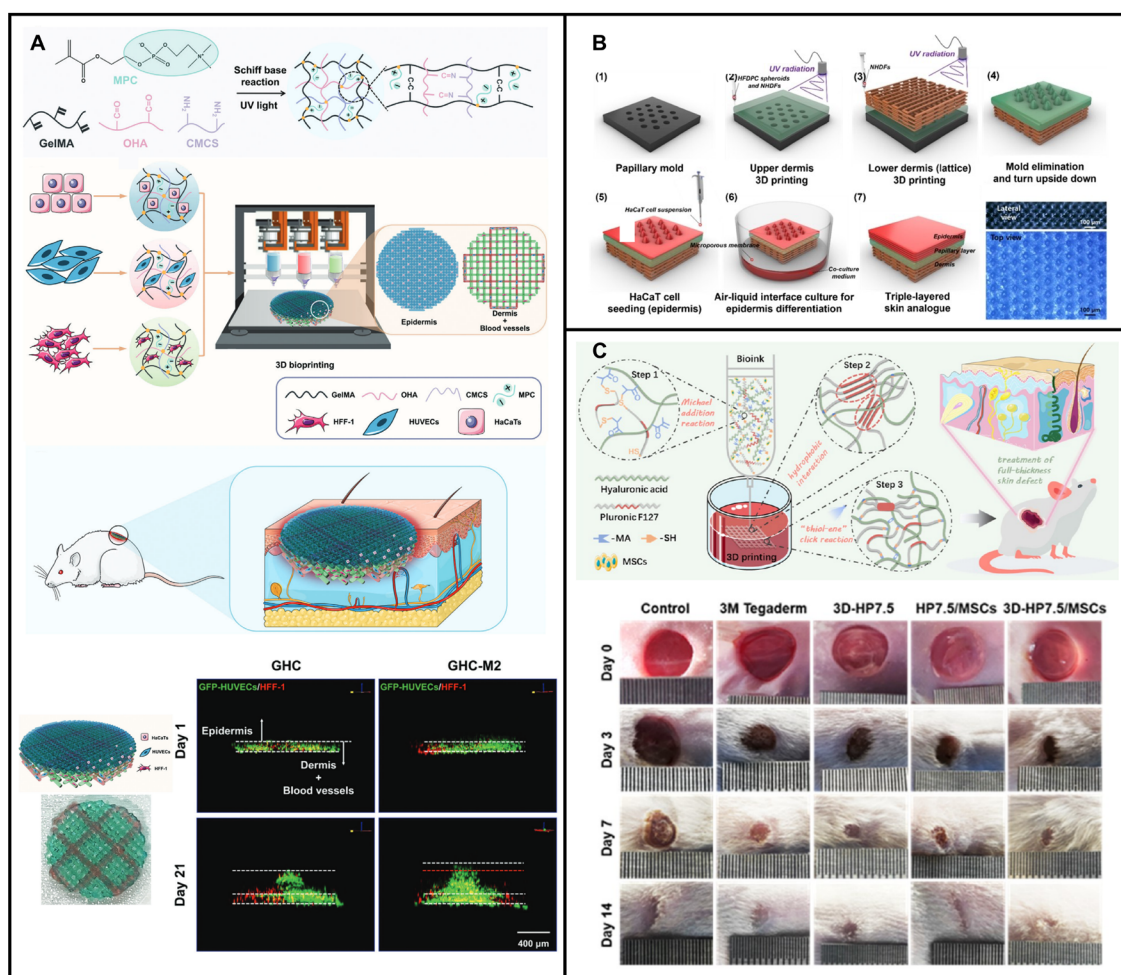 A
MPC
Schiff base
reaction
UV light
GelMA
OHA
CMCS
3D bioprinting
Epidermis
Dermis
+
Blood vessels
GelMA
OHA
CMCS
MPC
HFF-1
HUVECs
HaCaTs
GHC
GHC-M2
HaCaTs
HUVECs
HFF-1
Day 1
GFP-HUVECs/HFF-1
GFP-HUVECs/HFF-1
Epidermis
Dermis
+
Blood vessels
Day 21
400 µm
B
(1)
Papillary mold
(2)
HFDPC spheroids
and NHDFs
UV radiation
Upper dermis
3D printing
(3)
NHDFs
UV radiation
Lower dermis (lattice)
3D printing
(4)
Mold elimination
and turn upside down
(5)
HaCaT cell suspension
HaCaT cell
seeding (epidermis)
(6)
Microporous membrane
Co-culture
medium
Air-liquid interface culture for
epidermis differentiation
(7)
Epidermis
Papillary layer
Dermis
Triple-layered
skin analogue
Lateral
view
100 µm
Top view
100 µm
C
Step 1
Michael
addition
reaction
HS
Bioink
Step 2
hydrophobic
interaction
Hyaluronic acid
Pluronic F127
-MA
-SH
MSCs
3D printing
Step 3
"thial-ene"
click reaction
treatment of
full-thickness
skin defect
Control
3M Tegaderm
3D-HP7.5
HP7.5/MSCs
3D-HP7.5/MSCs
Day 0
Day 3
Day 7
Day 14